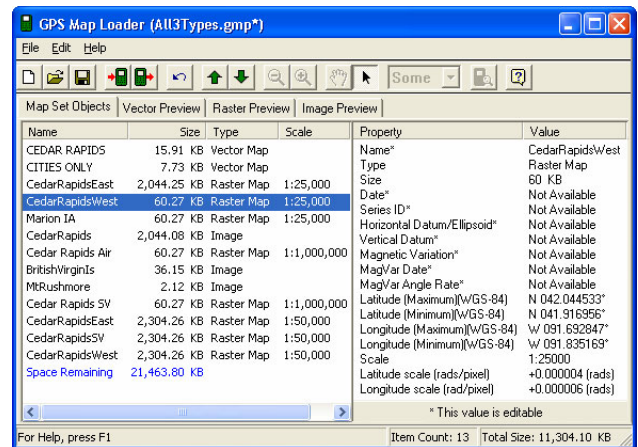 GPS Map Loader (All3Types.gmp*)
File Edit Help
Some
Map Set Objects Vector Preview Raster Preview Image Preview
Name Size Type Scale
CEDAR RAPIDS 15.91 KB Vector Map
CITIES ONLY 7.73 KB Vector Map
CedarRapidsEast 2,044.25 KB Raster Map 1:25,000
CedarRapidsWest 60.27 KB Raster Map 1:25,000
Marion IA 60.27 KB Raster Map 1:25,000
CedarRapids 2,044.08 KB Image
Cedar Rapids Air 60.27 KB Raster Map 1:1,000,000
BritishVirginIs 36.15 KB Image
MtRushmore 2.12 KB Image
Cedar Rapids SV 60.27 KB Raster Map 1:1,000,000
CedarRapidsEast 2,304.26 KB Raster Map 1:50,000
CedarRapidsSV 2,304.26 KB Raster Map 1:50,000
CedarRapidsWest 2,304.26 KB Raster Map 1:50,000
Space Remaining 21,463.80 KB
Property Value
Name* CedarRapidsWest
Type Raster Map
Size 60 KB
Date* Not Available
Series ID* Not Available
Horizontal Datum/Ellipsoid* Not Available
Vertical Datum* Not Available
Magnetic Variation* Not Available
MagVar Date* Not Available
MagVar Angle Rate* Not Available
Latitude (Maximum)(WGS-84) N 042.044533°
Latitude (Minimum)(WGS-84) N 041.916956°
Longitude (Maximum)(WGS-84) W 091.692847°
Longitude (Minimum)(WGS-84) W 091.835169°
Scale 1:25000
Latitude scale (rads/pixel) +0.000004 (rads)
Longitude scale (rad/pixel) +0.000006 (rads)
* This value is editable
For Help, press F1 Item Count: 13 Total Size: 11,304.10 KB